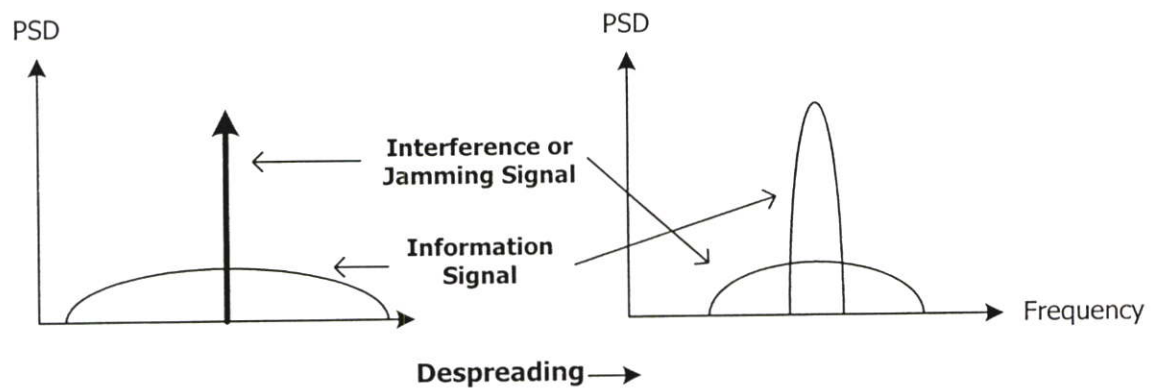 PSD
PSD
Interference or
Jamming Signal
Information
Signal
Frequency
Despreading